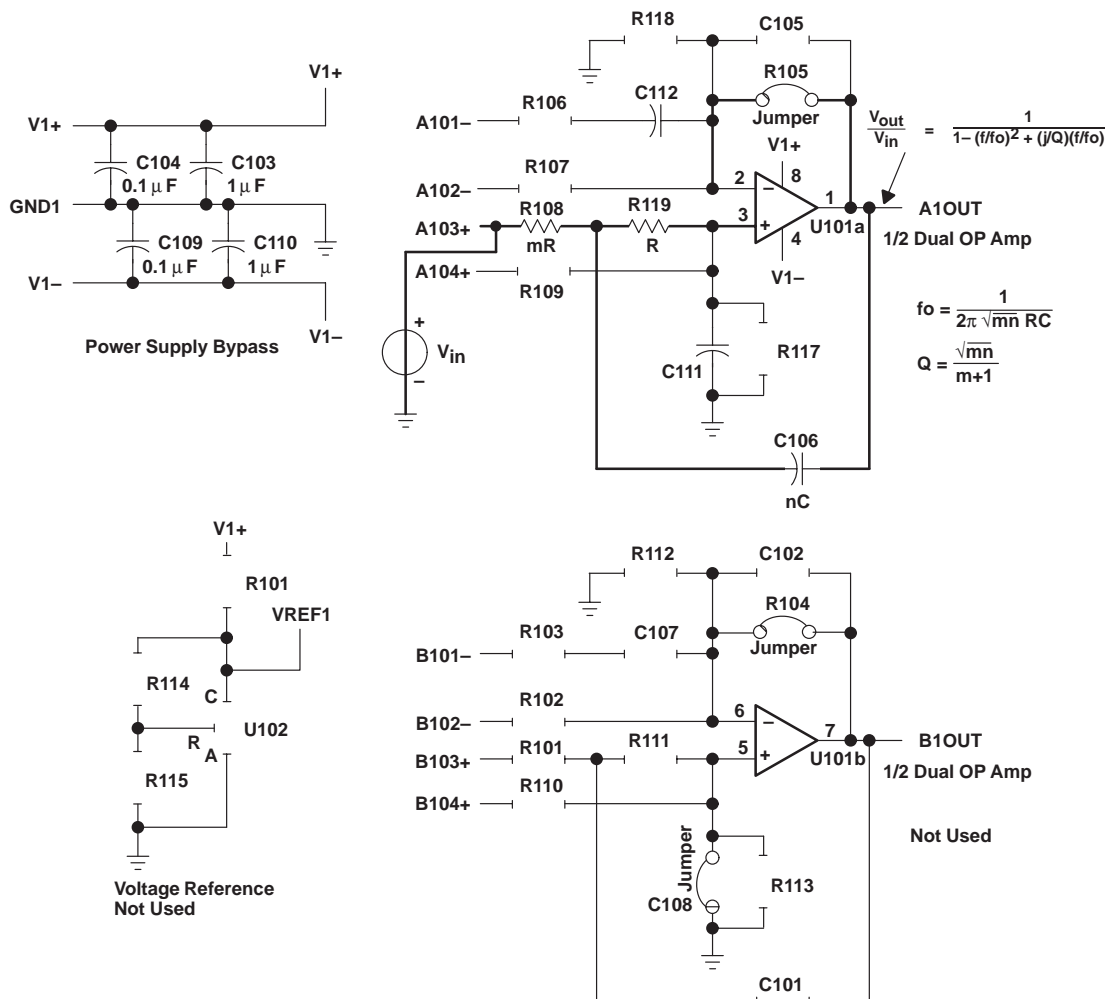 V1+
V1+
C104
C103
0.1 µ F
1 µ F
GND1
C109
C110
0.1 µ F
1 µ F
V1–
V1–
Power Supply Bypass
R118
C105
R105
Jumper
C112
R106
A101–
R107
A102–
V1+
8
2
–
1
3
+
4
V1–
U101a
R108
R119
A103+
mR
R
A104+
R109
A1OUT
1/2 Dual OP Amp
Vout/Vin = 1/(1– (f/fo)2 + (j/Q)(f/fo))
fo = 1/(2π √mn RC)
Q = √mn/(m+1)
+
Vin
–
C111
R117
C106
nC
V1+
R101
VREF1
R114
C
U102
R
A
R115
Voltage Reference
Not Used
R112
C102
R104
Jumper
R103
C107
B101–
R102
B102–
6
–
7
5
+
U101b
R101
R111
B103+
R110
B104+
B1OUT
1/2 Dual OP Amp
Not Used
Jumper
C108
R113
C101